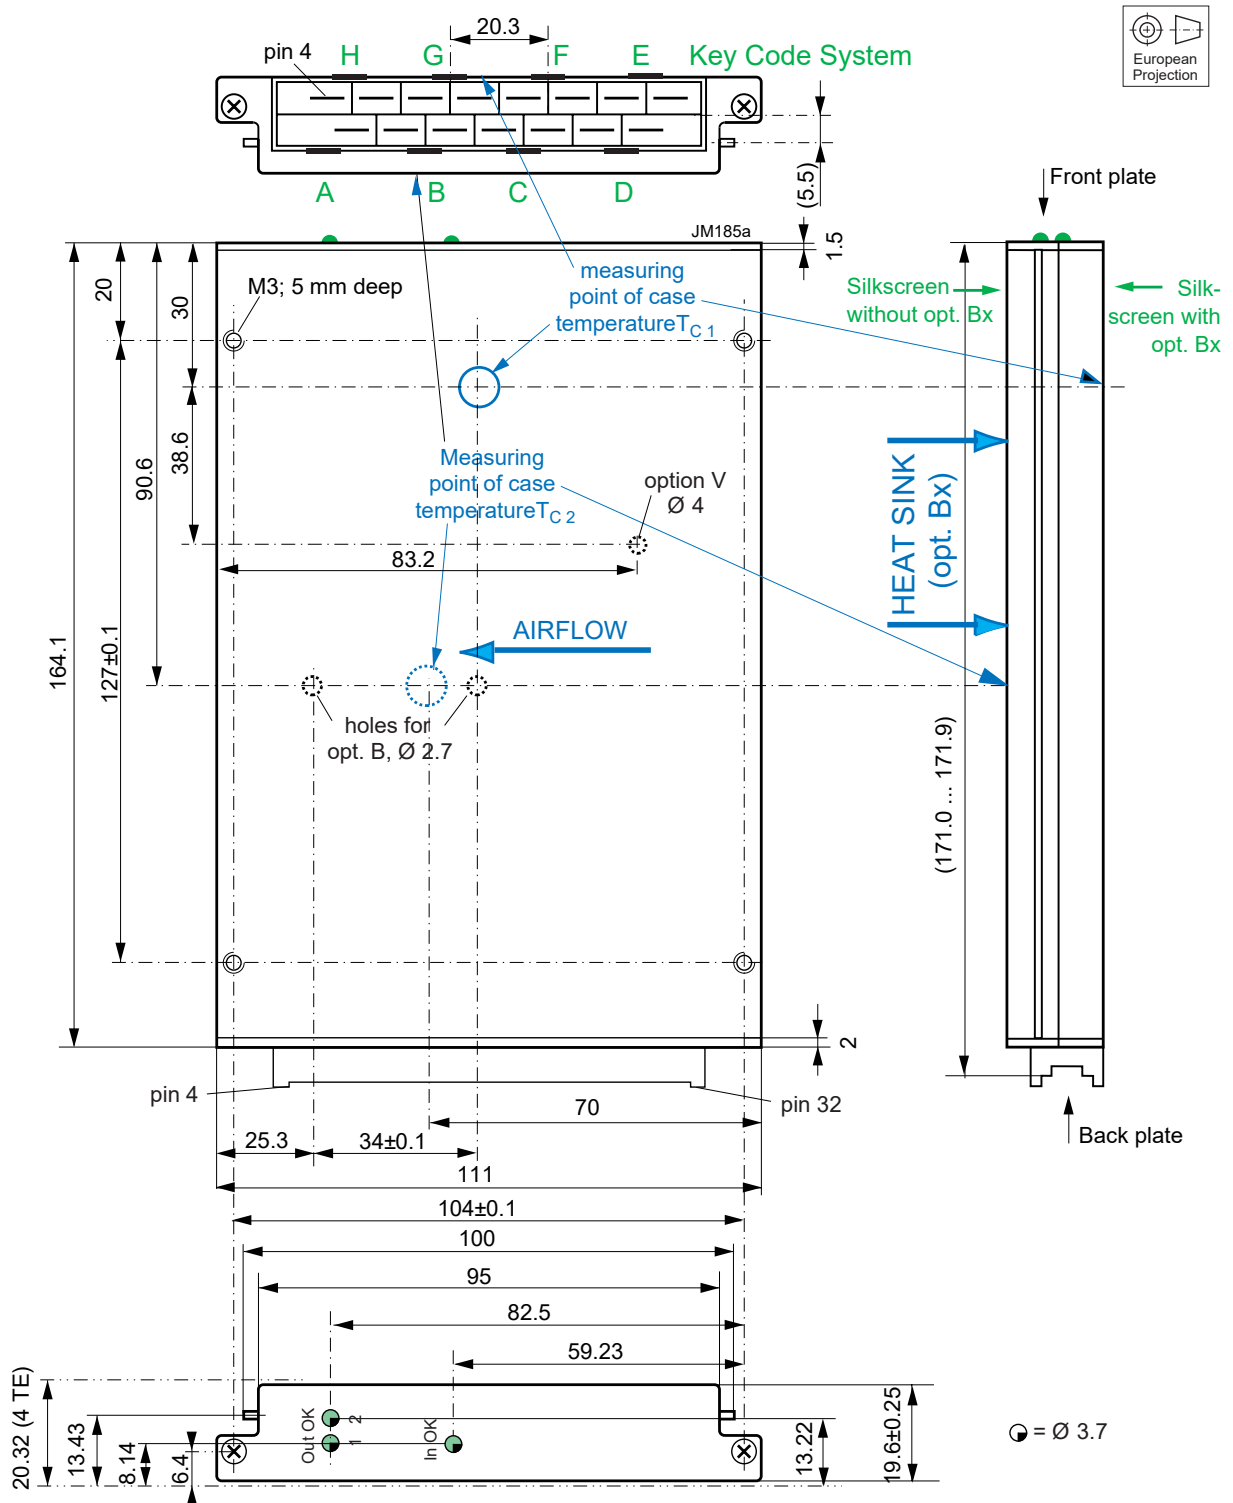 20.3
pin 4
H
G
F
E
Key Code System
European
Projection
A
B
C
D
(5.5)
Front plate
JM185a
1.5
20
30
M3; 5 mm deep
measuring
point of case
temperatureTC 1
Silkscreen
without opt. Bx
Silk-
screen with
opt. Bx
38.6
90.6
Measuring
point of case
temperatureTC 2
option V
Ø 4
83.2
HEAT SINK
(opt. Bx)
AIRFLOW
164.1
127±0.1
holes for
opt. B, Ø 2.7
(171.0 ... 171.9)
2
pin 4
pin 32
70
25.3
34±0.1
Back plate
111
104±0.1
100
95
82.5
59.23
20.32 (4 TE)
13.43
8.14
6.4
Out OK
1
2
In OK
13.22
19.6±0.25
= Ø 3.7